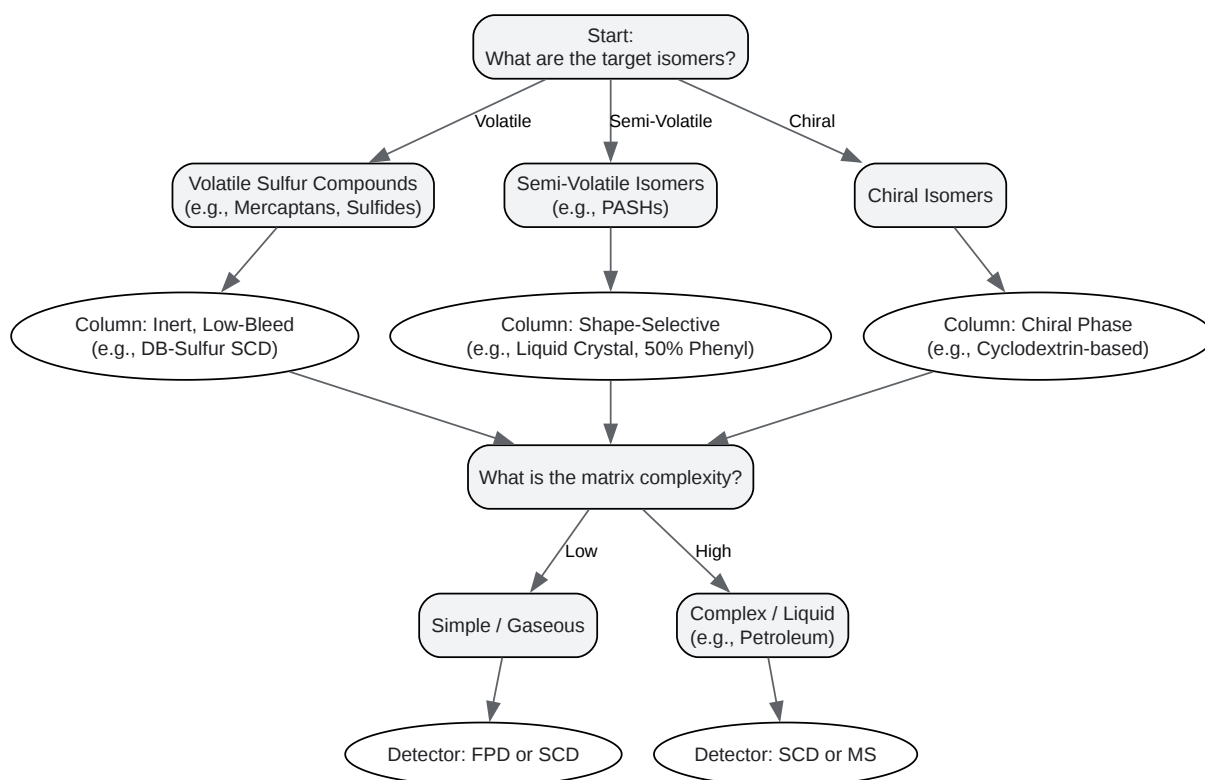 Start:
What are the target isomers?
Volatile
Semi-Volatile
Chiral
Volatile Sulfur Compounds
(e.g., Mercaptans, Sulfides)
Semi-Volatile Isomers
(e.g., PASHs)
Chiral Isomers
Column: Inert, Low-Bleed
(e.g., DB-Sulfur SCD)
Column: Shape-Selective
(e.g., Liquid Crystal, 50% Phenyl)
Column: Chiral Phase
(e.g., Cyclodextrin-based)
What is the matrix complexity?
Low
High
Simple / Gaseous
Complex / Liquid
(e.g., Petroleum)
Detector: FPD or SCD
Detector: SCD or MS